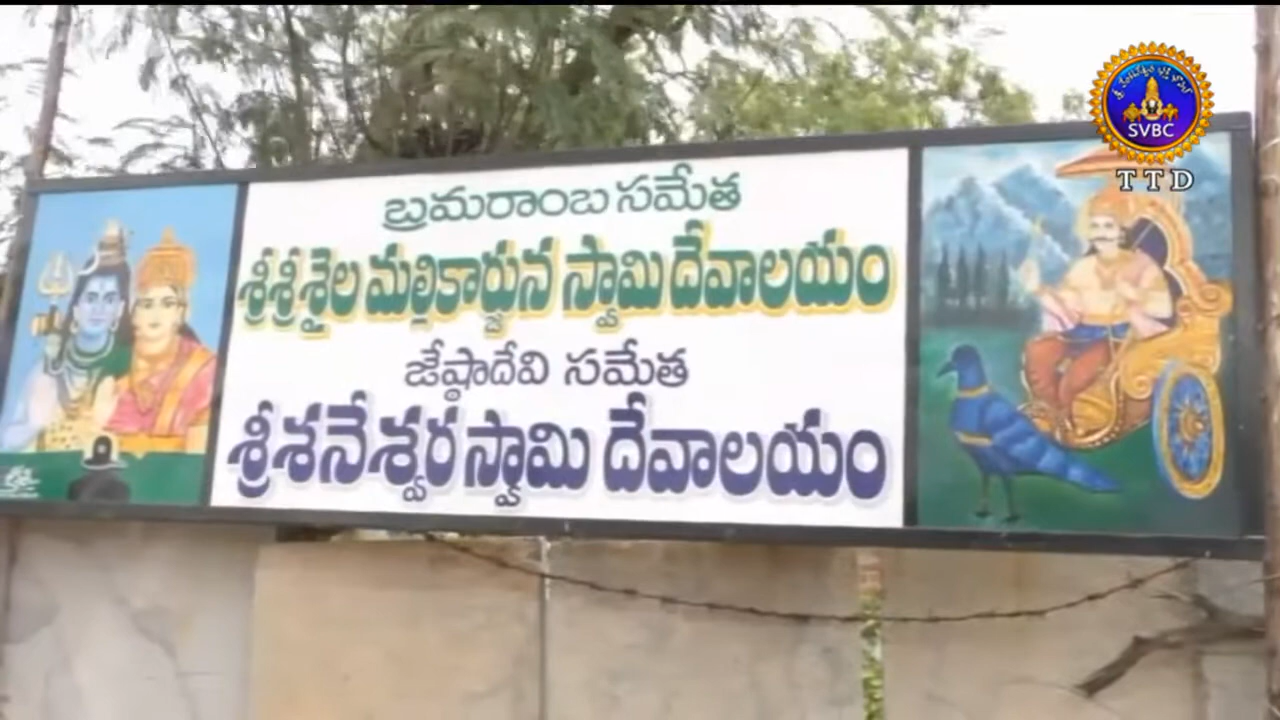 బ్రమరాంబ సమేత
శ్రీశ్రీశైల మల్లికార్జున స్వామి దేవాలయం
జేష్ఠాదేవి సమేత
శ్రీ శనేశ్వర స్వామి దేవాలయం
SVBC
TTD